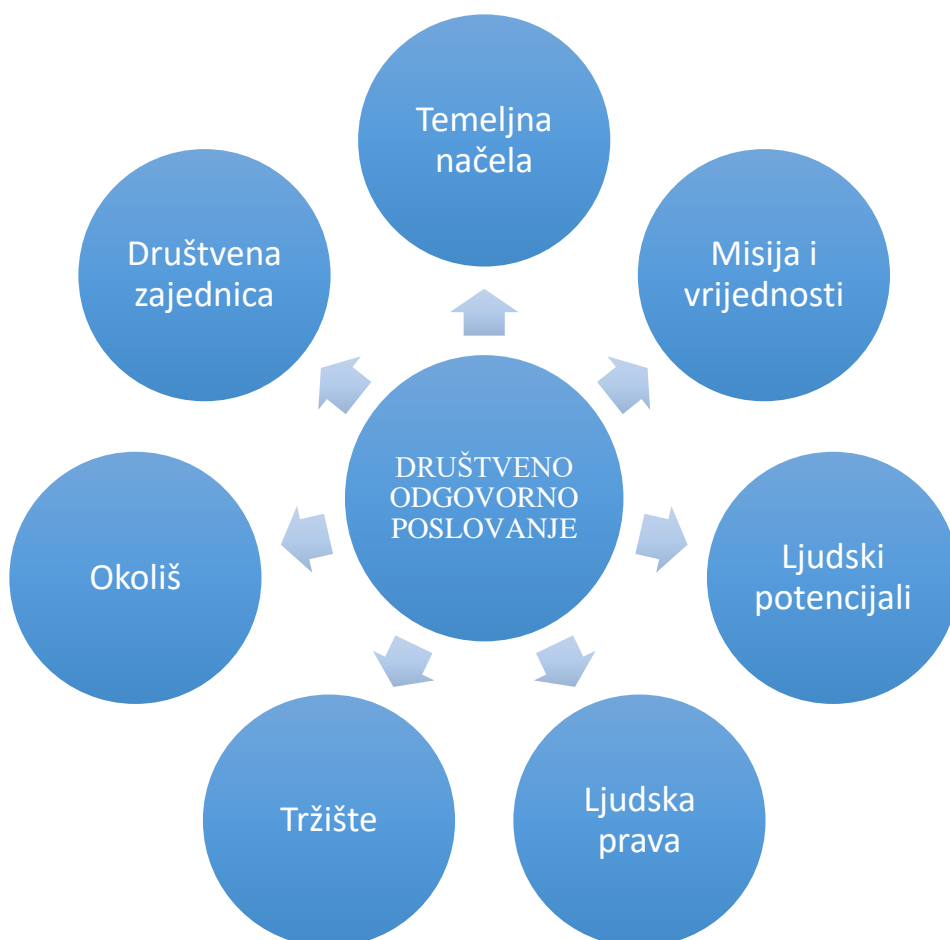 Temeljna
načela
Misija i
vrijednosti
Ljudski
potencijali
Ljudska
prava
Tržište
Okoliš
Društvena
zajednica
DRUŠTVENO
ODGOVORNO
POSLOVANJE